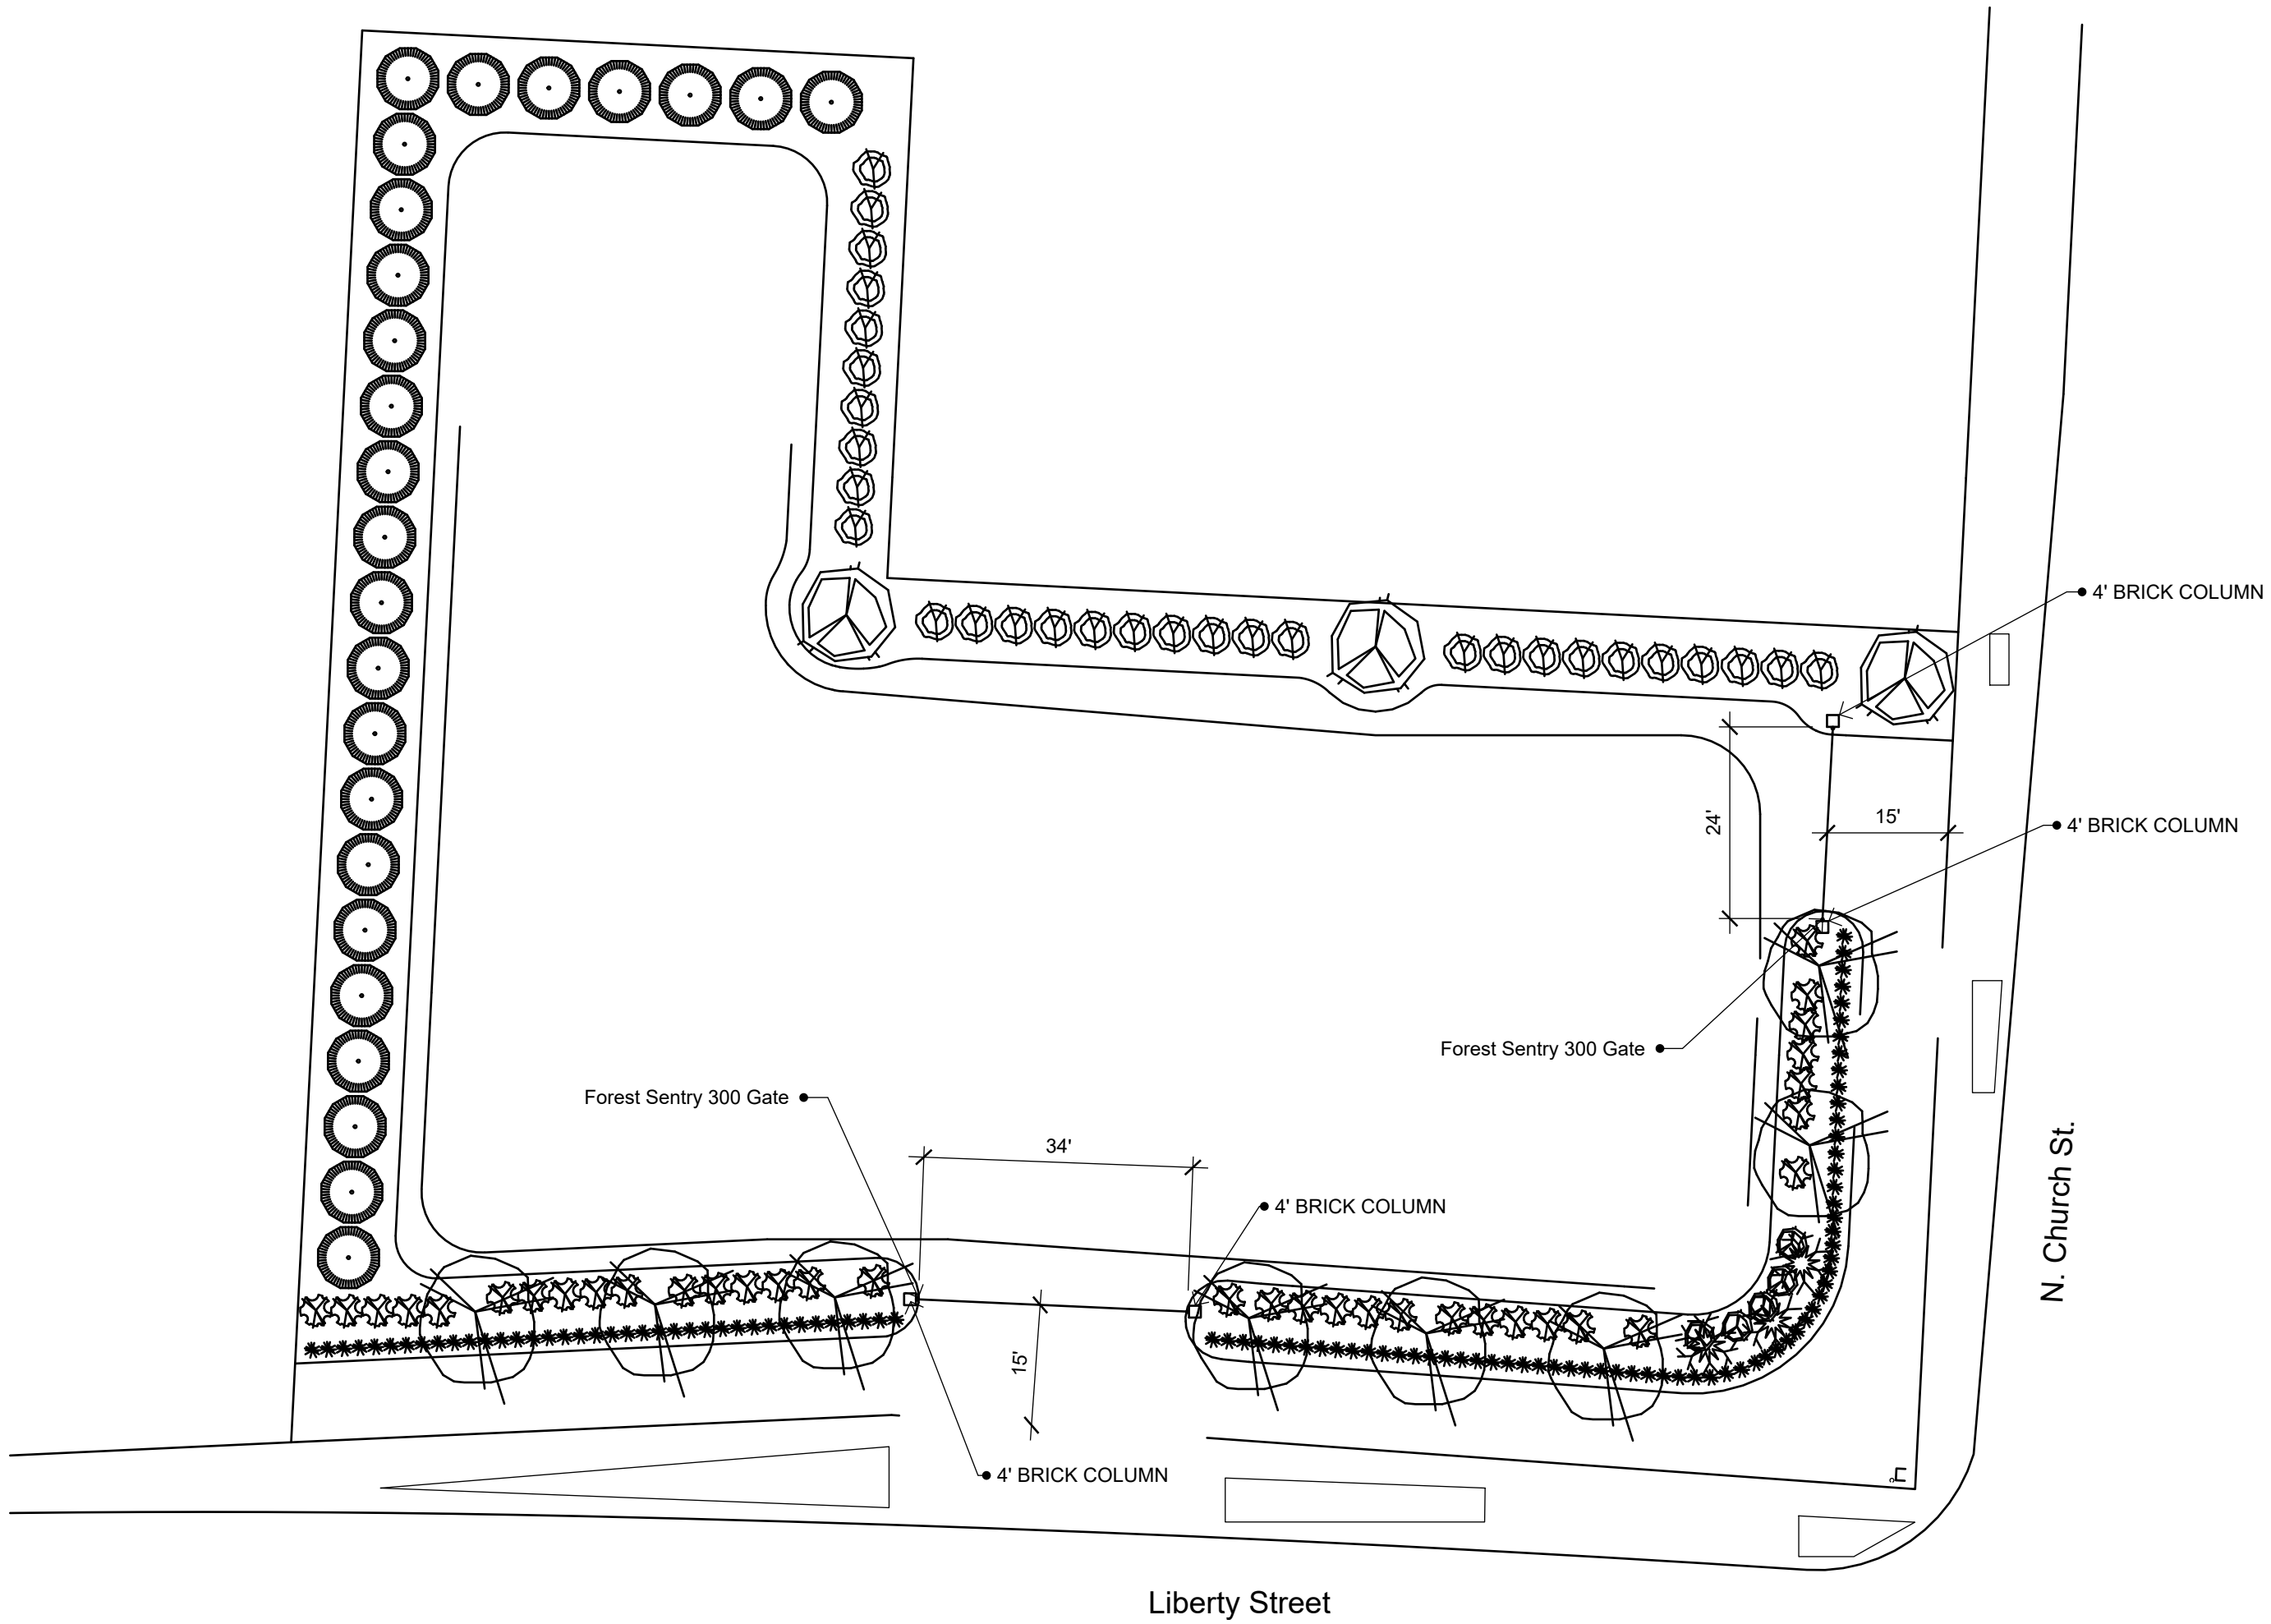 4' BRICK COLUMN
24'
15'
4' BRICK COLUMN
Forest Sentry 300 Gate
Forest Sentry 300 Gate
34'
4' BRICK COLUMN
N. Church St.
15'
4' BRICK COLUMN
Liberty Street